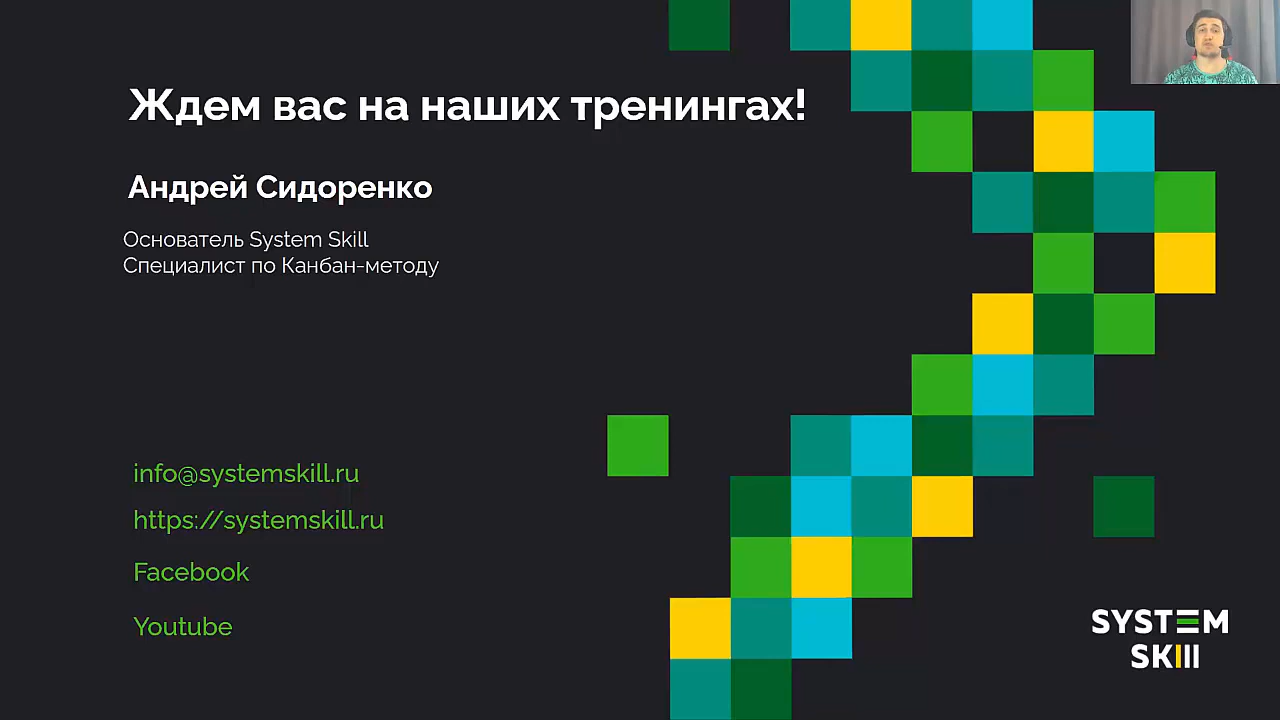 Ждем вас на наших тренингах!
Андрей Сидоренко
Основатель System Skill
Специалист по Канбан-методу
info@systemskill.ru
https://systemskill.ru
Facebook
Youtube
SYSTEM
SKIII